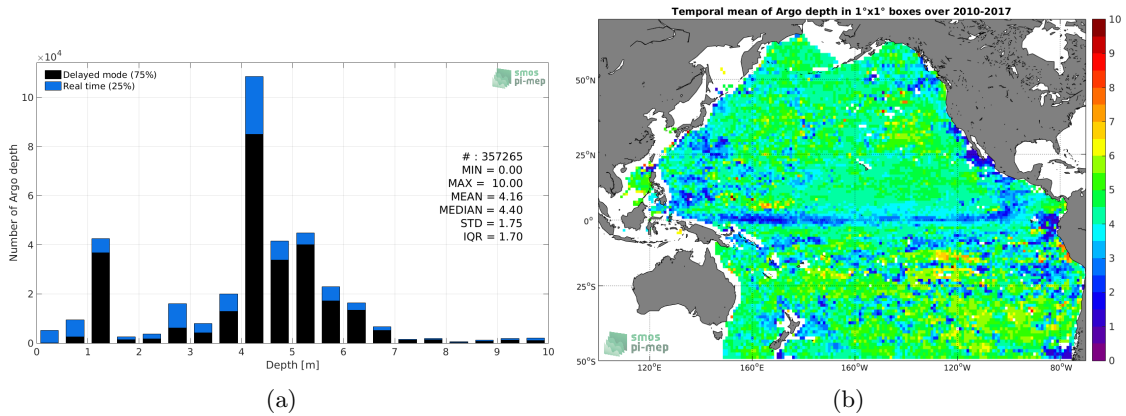 ×10⁴
10
8
6
4
2
0
Number of Argo depth
Delayed mode (75%)
Real time (25%)
smos
pi-mep
# : 357265
MIN = 0.00
MAX = 10.00
MEAN = 4.16
MEDIAN = 4.40
STD = 1.75
IQR = 1.70
0 1 2 3 4 5 6 7 8 9 10
Depth [m]
(a)
Temporal mean of Argo depth in 1°x1° boxes over 2010-2017
50°N
25°N
0°
25°S
50°S
smos
pi-mep
120°E 160°E 160°W 120°W 80°W
10
9
8
7
6
5
4
3
2
1
0
(b)